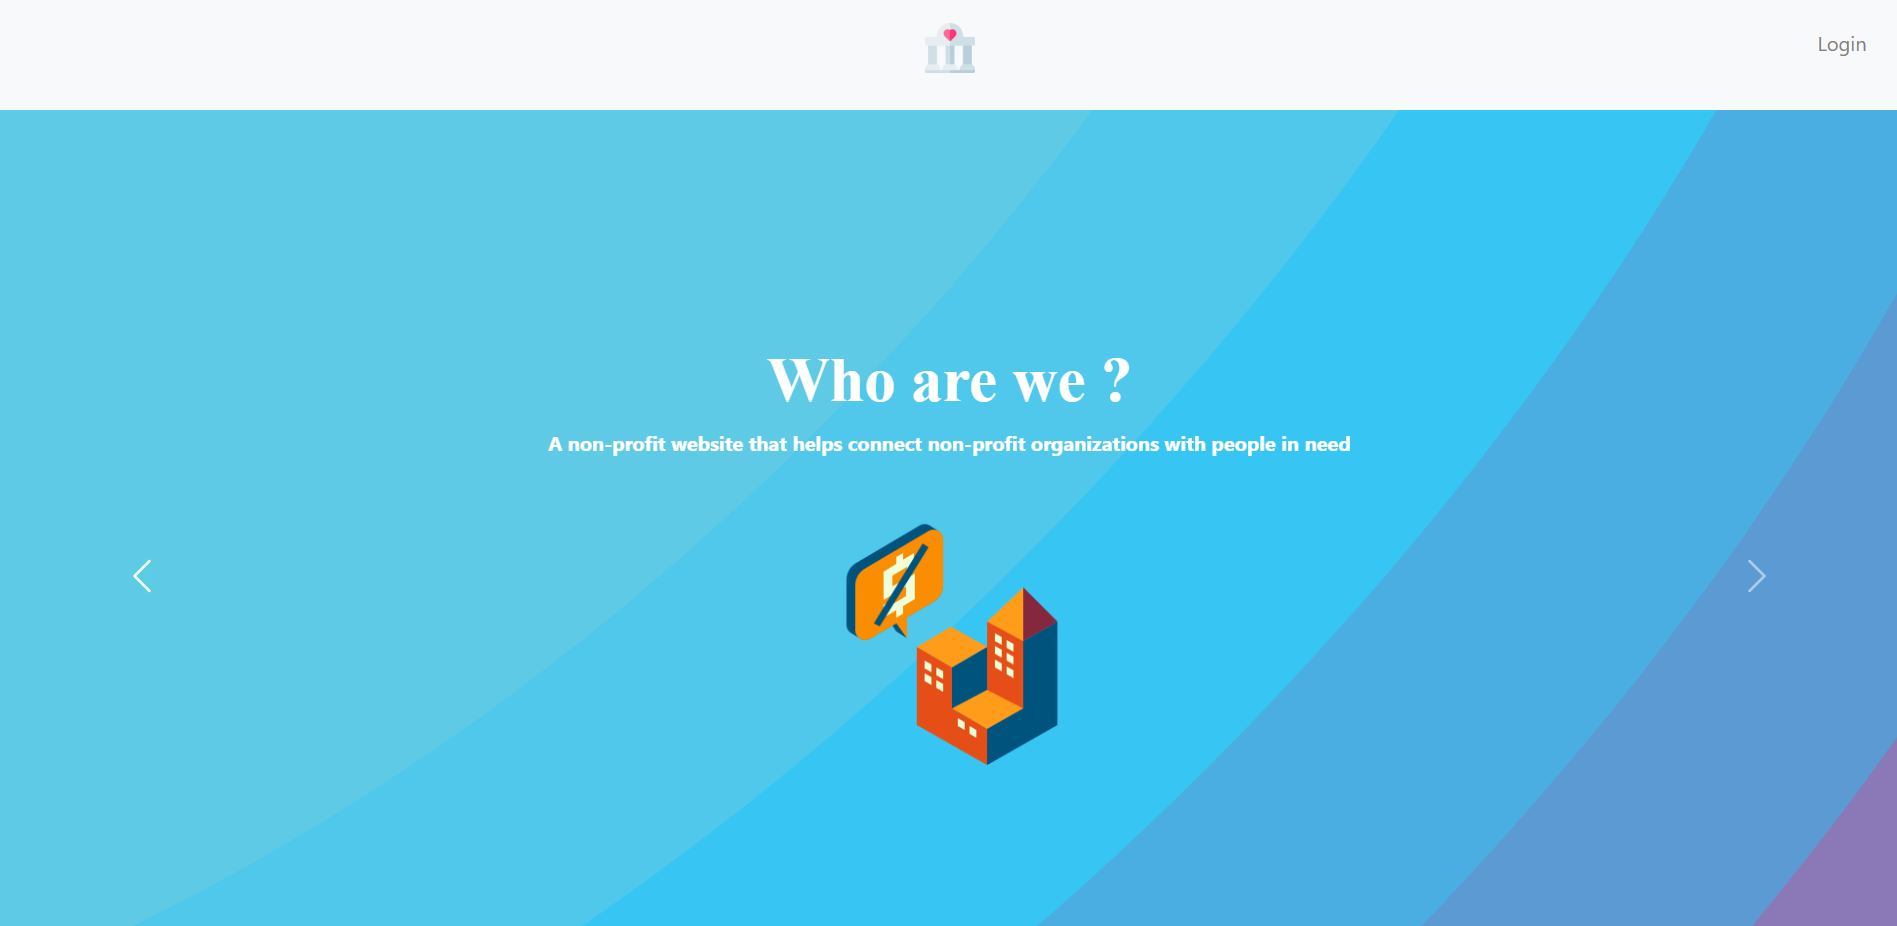 Login
Who are we ?
A non-profit website that helps connect non-profit organizations with people in need